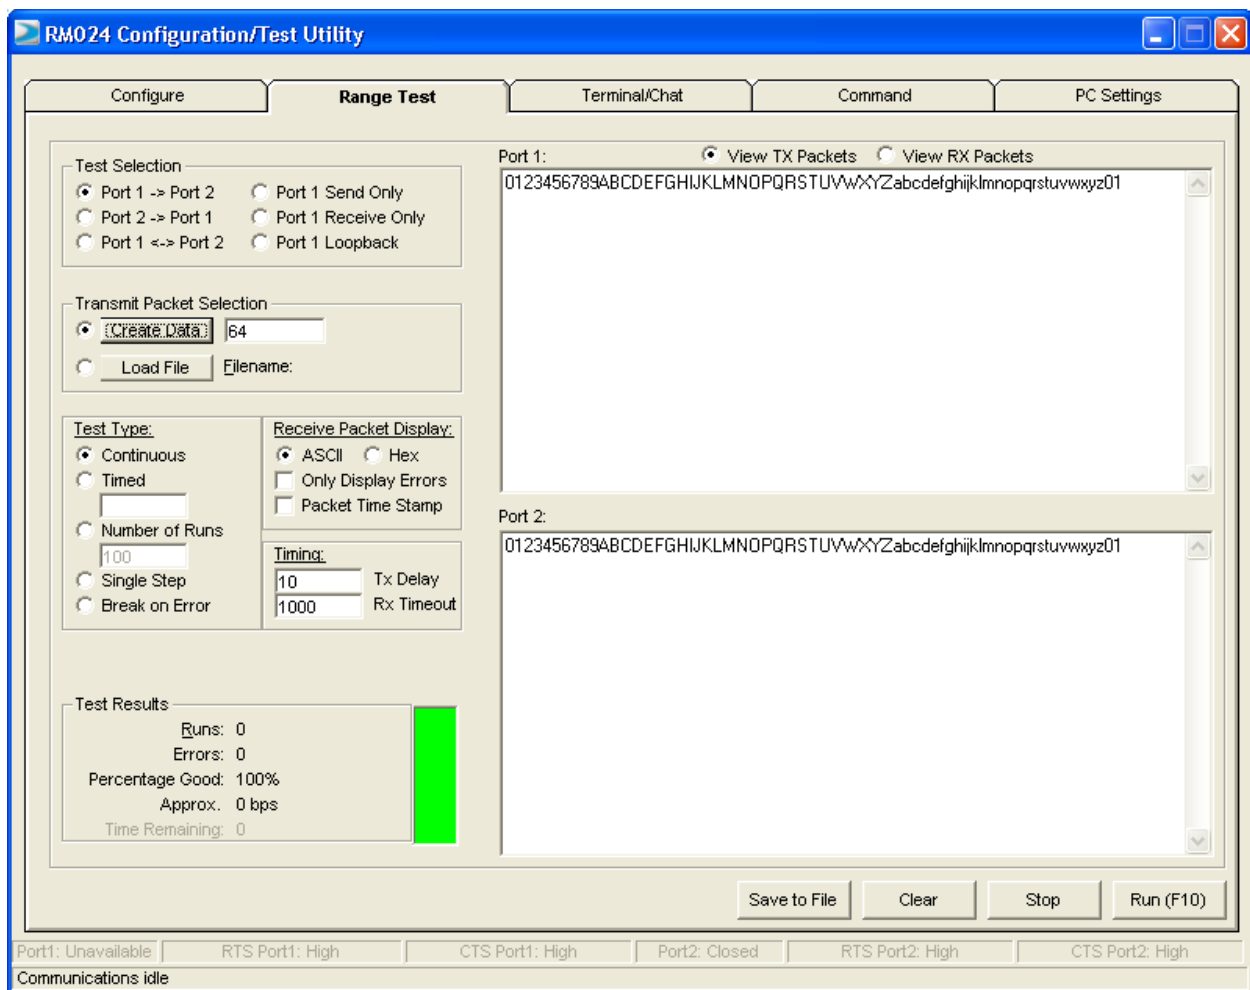 RM024 Configuration/Test Utility
Configure
Range Test
Terminal/Chat
Command
PC Settings
Test Selection
Port 1 -> Port 2
Port 1 Send Only
Port 2 -> Port 1
Port 1 Receive Only
Port 1 <-> Port 2
Port 1 Loopback
Transmit Packet Selection
Create Data
64
Load File
Filename:
Test Type:
Continuous
Timed
Number of Runs
100
Single Step
Break on Error
Receive Packet Display:
ASCII
Hex
Only Display Errors
Packet Time Stamp
Timing:
10
Tx Delay
1000
Rx Timeout
Test Results
Runs: 0
Errors: 0
Percentage Good: 100%
Approx. 0 bps
Time Remaining: 0
Port 1:
View TX Packets
View RX Packets
0123456789ABCDEFGHIJKLMNOPQRSTUVWXYZabcdefghijklmnopqrstuvwxyz01
Port 2:
0123456789ABCDEFGHIJKLMNOPQRSTUVWXYZabcdefghijklmnopqrstuvwxyz01
Save to File
Clear
Stop
Run (F10)
Port1: Unavailable
RTS Port1: High
CTS Port1: High
Port2: Closed
RTS Port2: High
CTS Port2: High
Communications idle